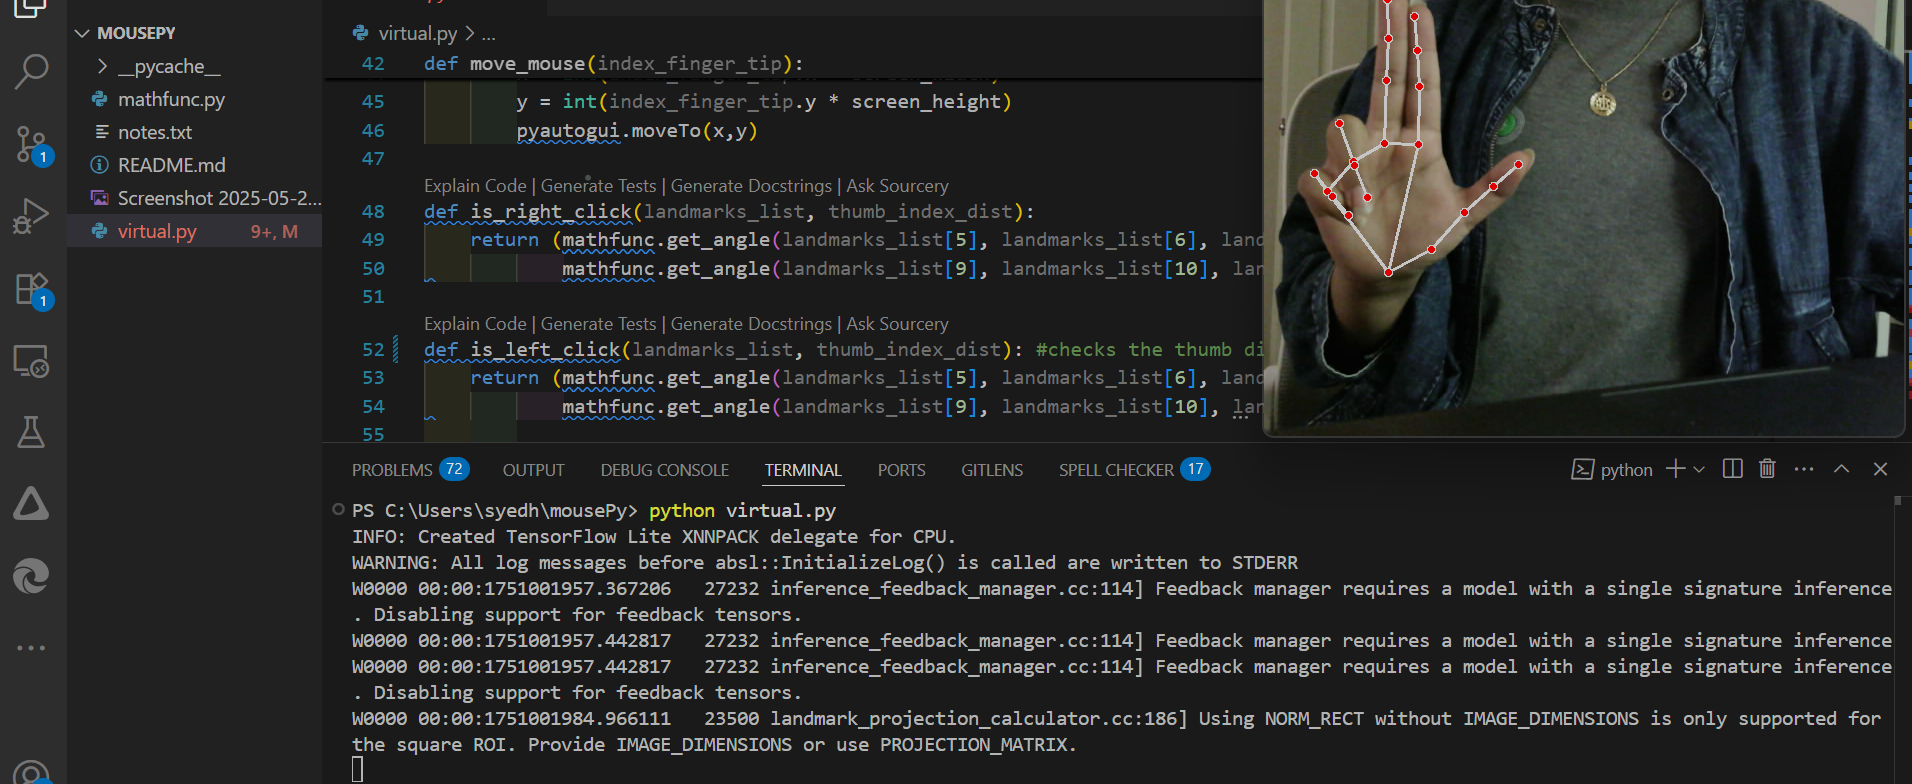 MOUSEPY
__pycache__
mathfunc.py
notes.txt
README.md
Screenshot 2025-05-2...
virtual.py 9+, M
1
1
virtual.py > ...
42 def move_mouse(index_finger_tip):
45 y = int(index_finger_tip.y * screen_height)
46 pyautogui.moveTo(x,y)
47
Explain Code | Generate Tests | Generate Docstrings | Ask Sourcery
48 def is_right_click(landmarks_list, thumb_index_dist):
49 return (mathfunc.get_angle(landmarks_list[5], landmarks_list[6], land
50 mathfunc.get_angle(landmarks_list[9], landmarks_list[10], lan
51
Explain Code | Generate Tests | Generate Docstrings | Ask Sourcery
52 def is_left_click(landmarks_list, thumb_index_dist): #checks the thumb di
53 return (mathfunc.get_angle(landmarks_list[5], landmarks_list[6], land
54 mathfunc.get_angle(landmarks_list[9], landmarks_list[10], lan
55
PROBLEMS 72 OUTPUT DEBUG CONSOLE TERMINAL PORTS GITLENS SPELL CHECKER 17 python
PS C:\Users\syedh\mousePy> python virtual.py
INFO: Created TensorFlow Lite XNNPACK delegate for CPU.
WARNING: All log messages before absl::InitializeLog() is called are written to STDERR
W0000 00:00:1751001957.367206 27232 inference_feedback_manager.cc:114] Feedback manager requires a model with a single signature inference
. Disabling support for feedback tensors.
W0000 00:00:1751001957.442817 27232 inference_feedback_manager.cc:114] Feedback manager requires a model with a single signature inference
W0000 00:00:1751001957.442817 27232 inference_feedback_manager.cc:114] Feedback manager requires a model with a single signature inference
. Disabling support for feedback tensors.
W0000 00:00:1751001984.966111 23500 landmark_projection_calculator.cc:186] Using NORM_RECT without IMAGE_DIMENSIONS is only supported for
the square ROI. Provide IMAGE_DIMENSIONS or use PROJECTION_MATRIX.